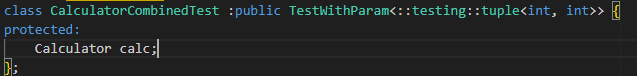 class CalculatorCombinedTest :public TestWithParam<::testing::tuple<int, int>> {
protected:
    Calculator calc;
};